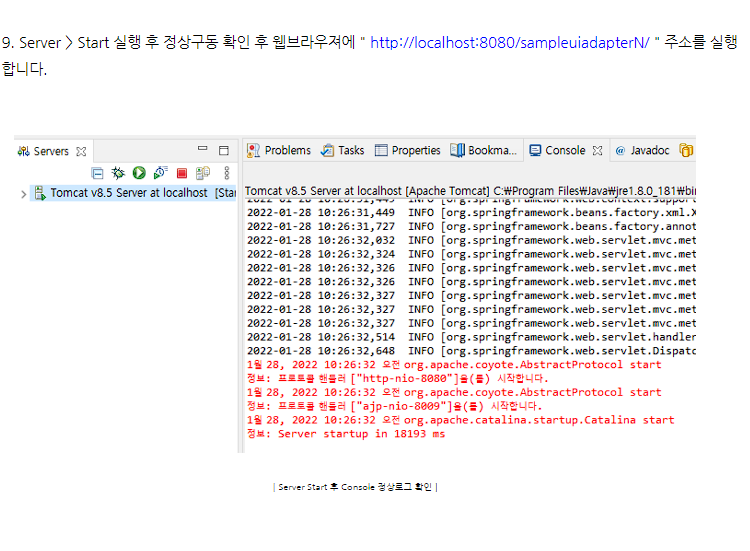 9. Server > Start 실행 후 정상구동 확인 후 웹브라우져에 " http://localhost:8080/sampleuiadapterN/ " 주소를 실행
합니다.
Servers
Problems Tasks Properties Bookma... Console @ Javadoc
Tomcat v8.5 Server at localhost [Star
Tomcat v8.5 Server at localhost [Apache Tomcat] C:₩Program Files₩Java₩jre1.8.0_181₩bir
2022-01-28 10:26:31,449 INFO [org.springframework.web.context.support
2022-01-28 10:26:31,449 INFO [org.springframework.beans.factory.xml.X
2022-01-28 10:26:31,727 INFO [org.springframework.beans.factory.annot
2022-01-28 10:26:32,032 INFO [org.springframework.web.servlet.mvc.met
2022-01-28 10:26:32,324 INFO [org.springframework.web.servlet.mvc.met
2022-01-28 10:26:32,326 INFO [org.springframework.web.servlet.mvc.met
2022-01-28 10:26:32,326 INFO [org.springframework.web.servlet.mvc.met
2022-01-28 10:26:32,327 INFO [org.springframework.web.servlet.mvc.met
2022-01-28 10:26:32,327 INFO [org.springframework.web.servlet.mvc.met
2022-01-28 10:26:32,327 INFO [org.springframework.web.servlet.mvc.met
2022-01-28 10:26:32,514 INFO [org.springframework.web.servlet.handler
2022-01-28 10:26:32,648 INFO [org.springframework.web.servlet.Dispatc
1월 28, 2022 10:26:32 오전 org.apache.coyote.AbstractProtocol start
정보: 프로토콜 핸들러 ["http-nio-8080"]을(를) 시작합니다.
1월 28, 2022 10:26:32 오전 org.apache.coyote.AbstractProtocol start
정보: 프로토콜 핸들러 ["ajp-nio-8009"]을(를) 시작합니다.
1월 28, 2022 10:26:32 오전 org.apache.catalina.startup.Catalina start
정보: Server startup in 18193 ms
| Server Start 후 Console 정상로그 확인 |